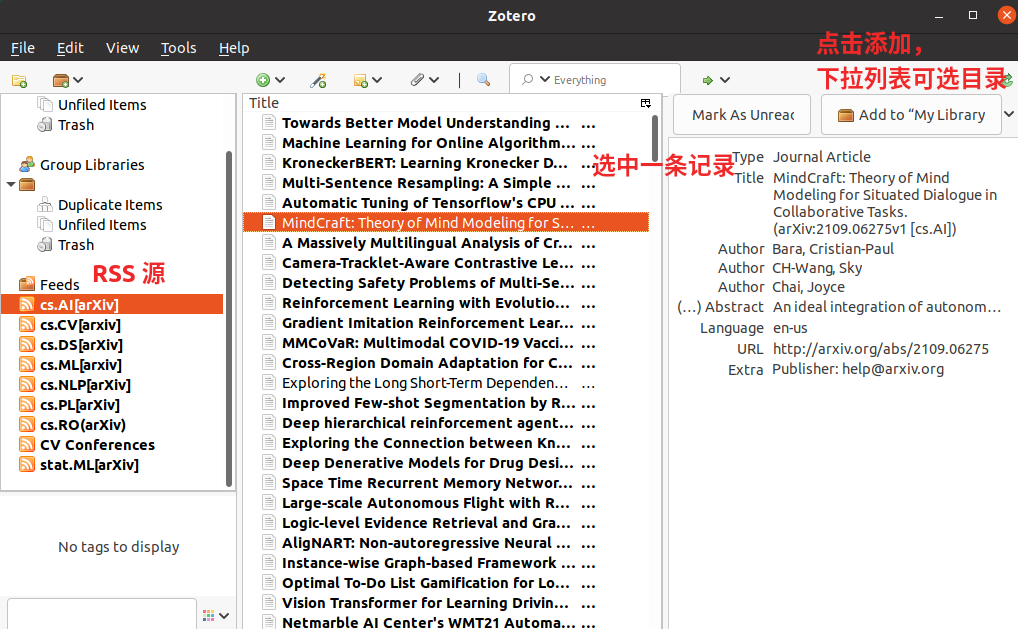 Zotero
File Edit View Tools Help
点击添加，
下拉列表可选目录
Everything
Unfiled Items
Trash
Group Libraries
Duplicate Items
Unfiled Items
Trash
Feeds
RSS 源
cs.AI[arXiv]
cs.CV[arxiv]
cs.DS[arXiv]
cs.ML[arxiv]
cs.NLP[arXiv]
cs.PL[arXiv]
cs.RO(arXiv)
CV Conferences
stat.ML[arXiv]
No tags to display
Title
Towards Better Model Understanding ... ...
Machine Learning for Online Algorithm... ...
KroneckerBERT: Learning Kronecker D... ...
Multi-Sentence Resampling: A Simple ... ...
Automatic Tuning of Tensorflow's CPU ... ...
MindCraft: Theory of Mind Modeling for S... ...
A Massively Multilingual Analysis of Cr... ...
Camera-Tracklet-Aware Contrastive Le... ...
Detecting Safety Problems of Multi-Se... ...
Reinforcement Learning with Evolutio... ...
Gradient Imitation Reinforcement Lear... ...
MMCoVaR: Multimodal COVID-19 Vacci... ...
Cross-Region Domain Adaptation for C... ...
Exploring the Long Short-Term Dependen... ...
Improved Few-shot Segmentation by R... ...
Deep hierarchical reinforcement agent... ...
Exploring the Connection between Kn... ...
Deep Denerative Models for Drug Desi... ...
Space Time Recurrent Memory Networ... ...
Large-scale Autonomous Flight with R... ...
Logic-level Evidence Retrieval and Gra... ...
AligNART: Non-autoregressive Neural ... ...
Instance-wise Graph-based Framework ... ...
Optimal To-Do List Gamification for Lo... ...
Vision Transformer for Learning Drivin... ...
Netmarble AI Center's WMT21 Automa... ...
选中一条记录
Mark As Unread Add to “My Library
Type Journal Article
Title MindCraft: Theory of Mind
Modeling for Situated Dialogue in
Collaborative Tasks.
(arXiv:2109.06275v1 [cs.AI])
Author Bara, Cristian-Paul
Author CH-Wang, Sky
Author Chai, Joyce
(...) Abstract An ideal integration of autonom...
Language en-us
URL http://arxiv.org/abs/2109.06275
Extra Publisher: help@arxiv.org